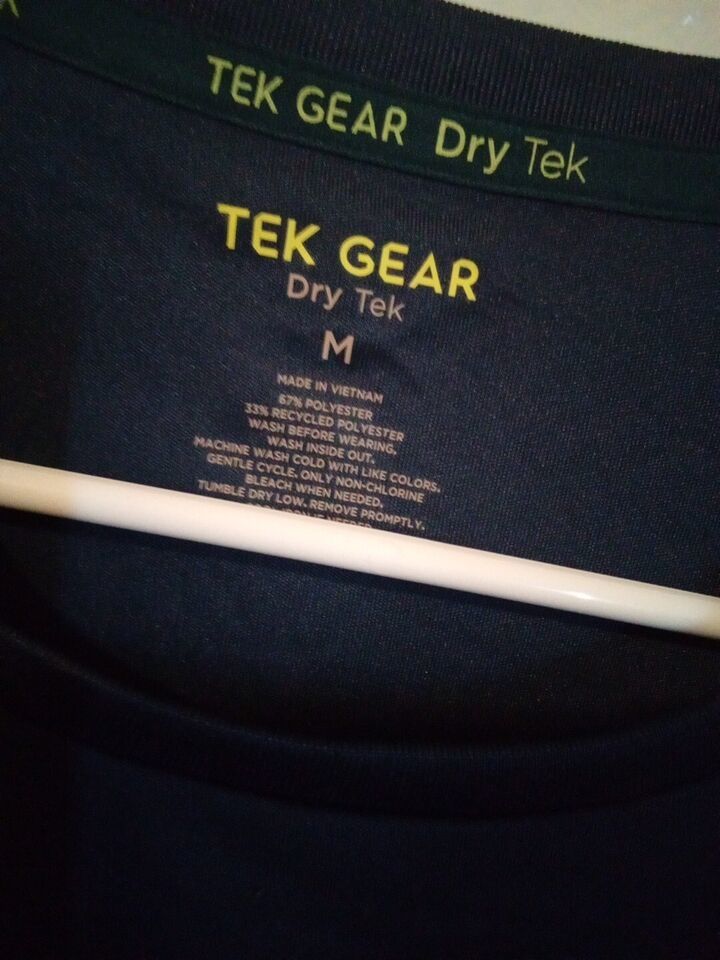 TEK GEAR Dry Tek
TEK GEAR
Dry Tek
M
MADE IN VIETNAM
67% POLYESTER
33% RECYCLED POLYESTER
WASH BEFORE WEARING,
WASH INSIDE OUT.
MACHINE WASH COLD WITH LIKE COLORS,
GENTLE CYCLE. ONLY NON-CHLORINE
BLEACH WHEN NEEDED.
TUMBLE DRY LOW. REMOVE PROMPTLY.